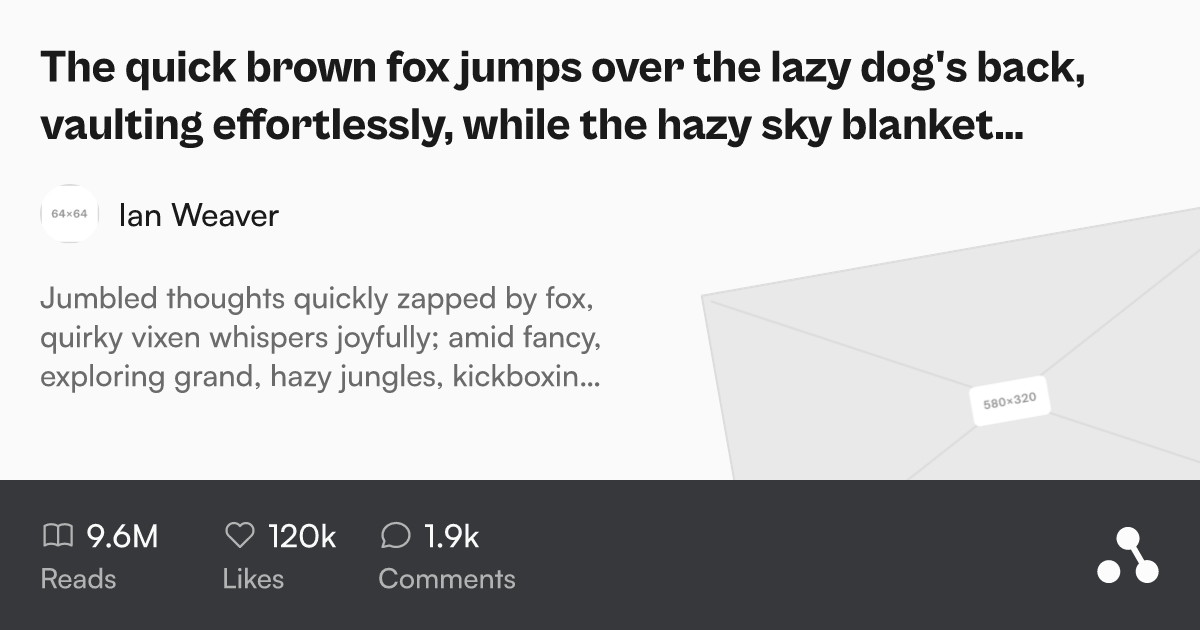 The quick brown fox jumps over the lazy dog's back,
vaulting effortlessly, while the hazy sky blanket...
64×64
Ian Weaver
Jumbled thoughts quickly zapped by fox,
quirky vixen whispers joyfully; amid fancy,
exploring grand, hazy jungles, kickboxin...
580×320
9.6M
Reads
120k
Likes
1.9k
Comments